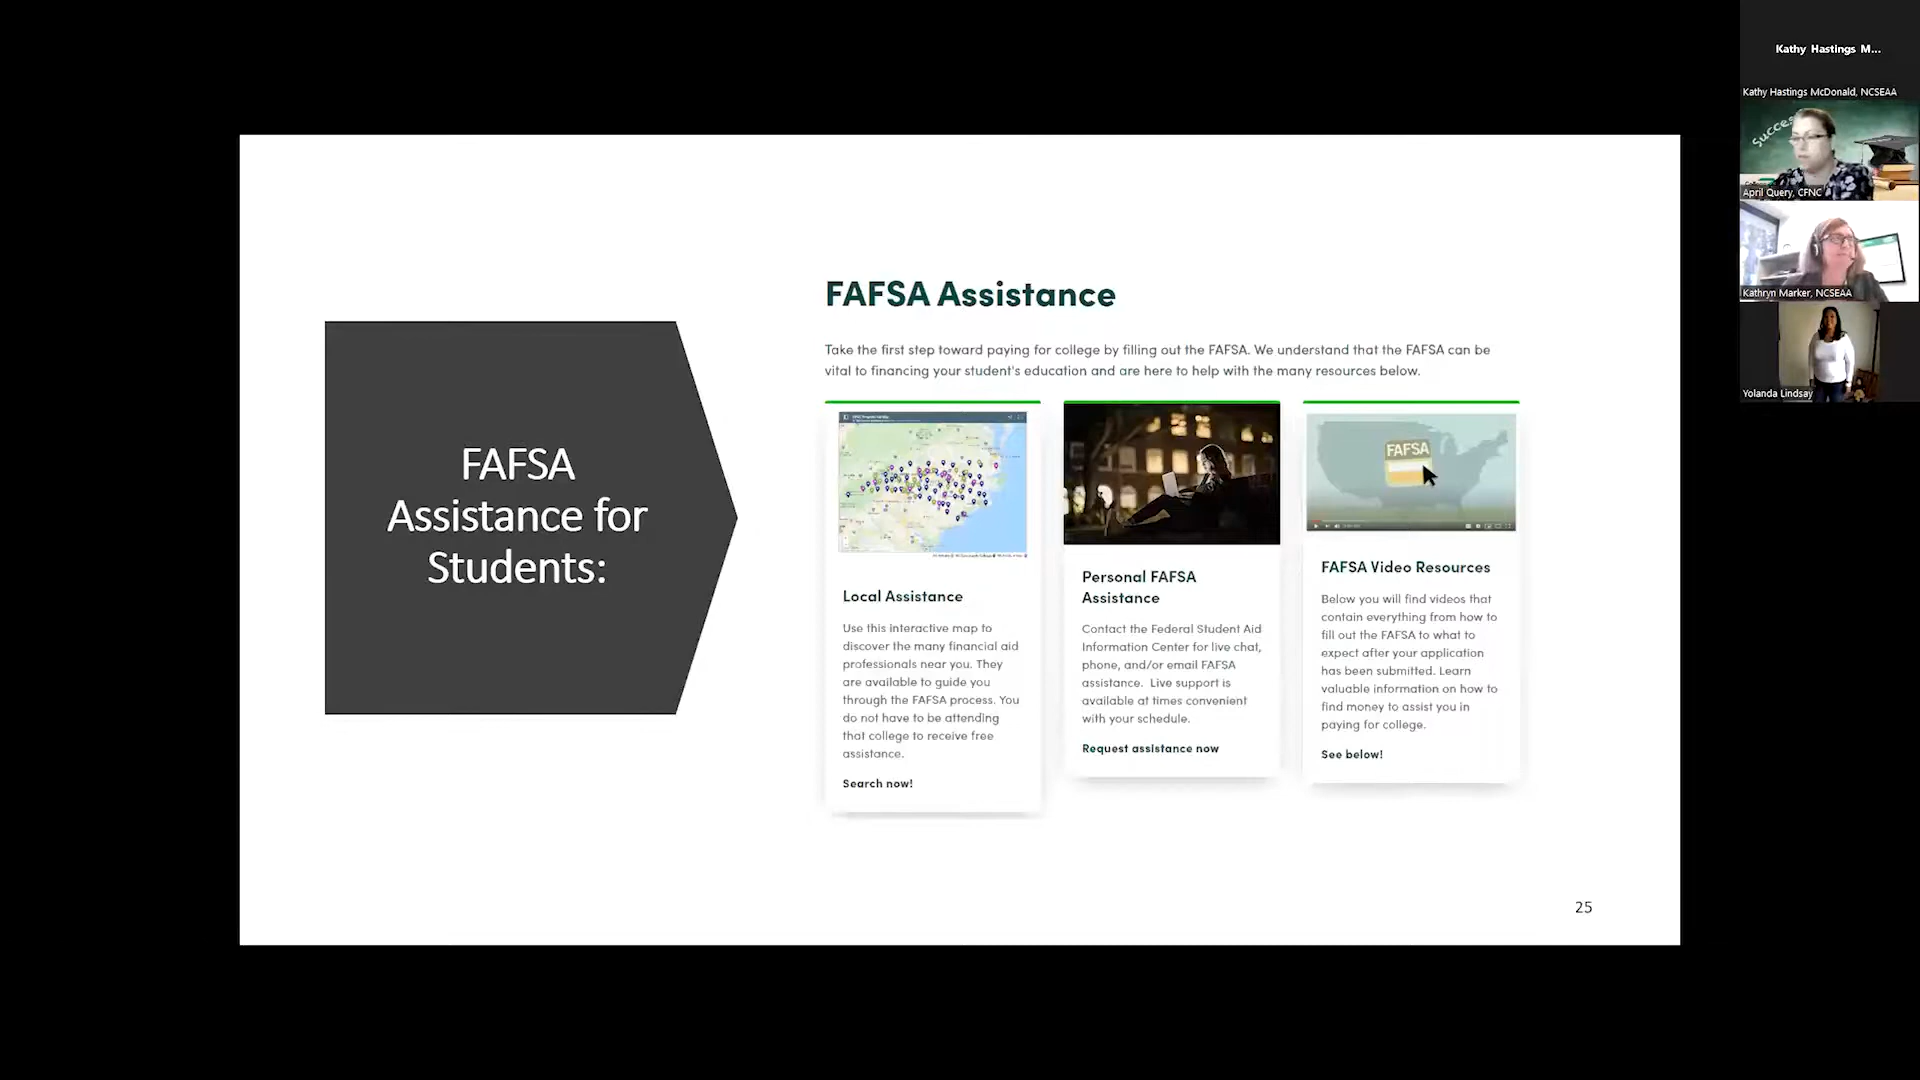 FAFSA
Assistance for
Students:
FAFSA Assistance
Take the first step toward paying for college by filling out the FAFSA. We understand that the FAFSA can be
vital to financing your student's education and are here to help with the many resources below.
Local Assistance
Use this interactive map to
discover the many financial aid
professionals near you. They
are available to guide you
through the FAFSA process. You
do not have to be attending
that college to receive free
assistance.
Search now!
Personal FAFSA
Assistance
Contact the Federal Student Aid
Information Center for live chat,
phone, and/or email FAFSA
assistance. Live support is
available at times convenient
with your schedule.
Request assistance now
FAFSA
FAFSA Video Resources
Below you will find videos that
contain everything from how to
fill out the FAFSA to what to
expect after your application
has been submitted. Learn
valuable information on how to
find money to assist you in
paying for college.
See below!
25
Kathy Hastings M...
Kathy Hastings McDonald, NCSEAA
Succes
April Query, CFNC
Kathryn Marker, NCSEAA
Yolanda Lindsay